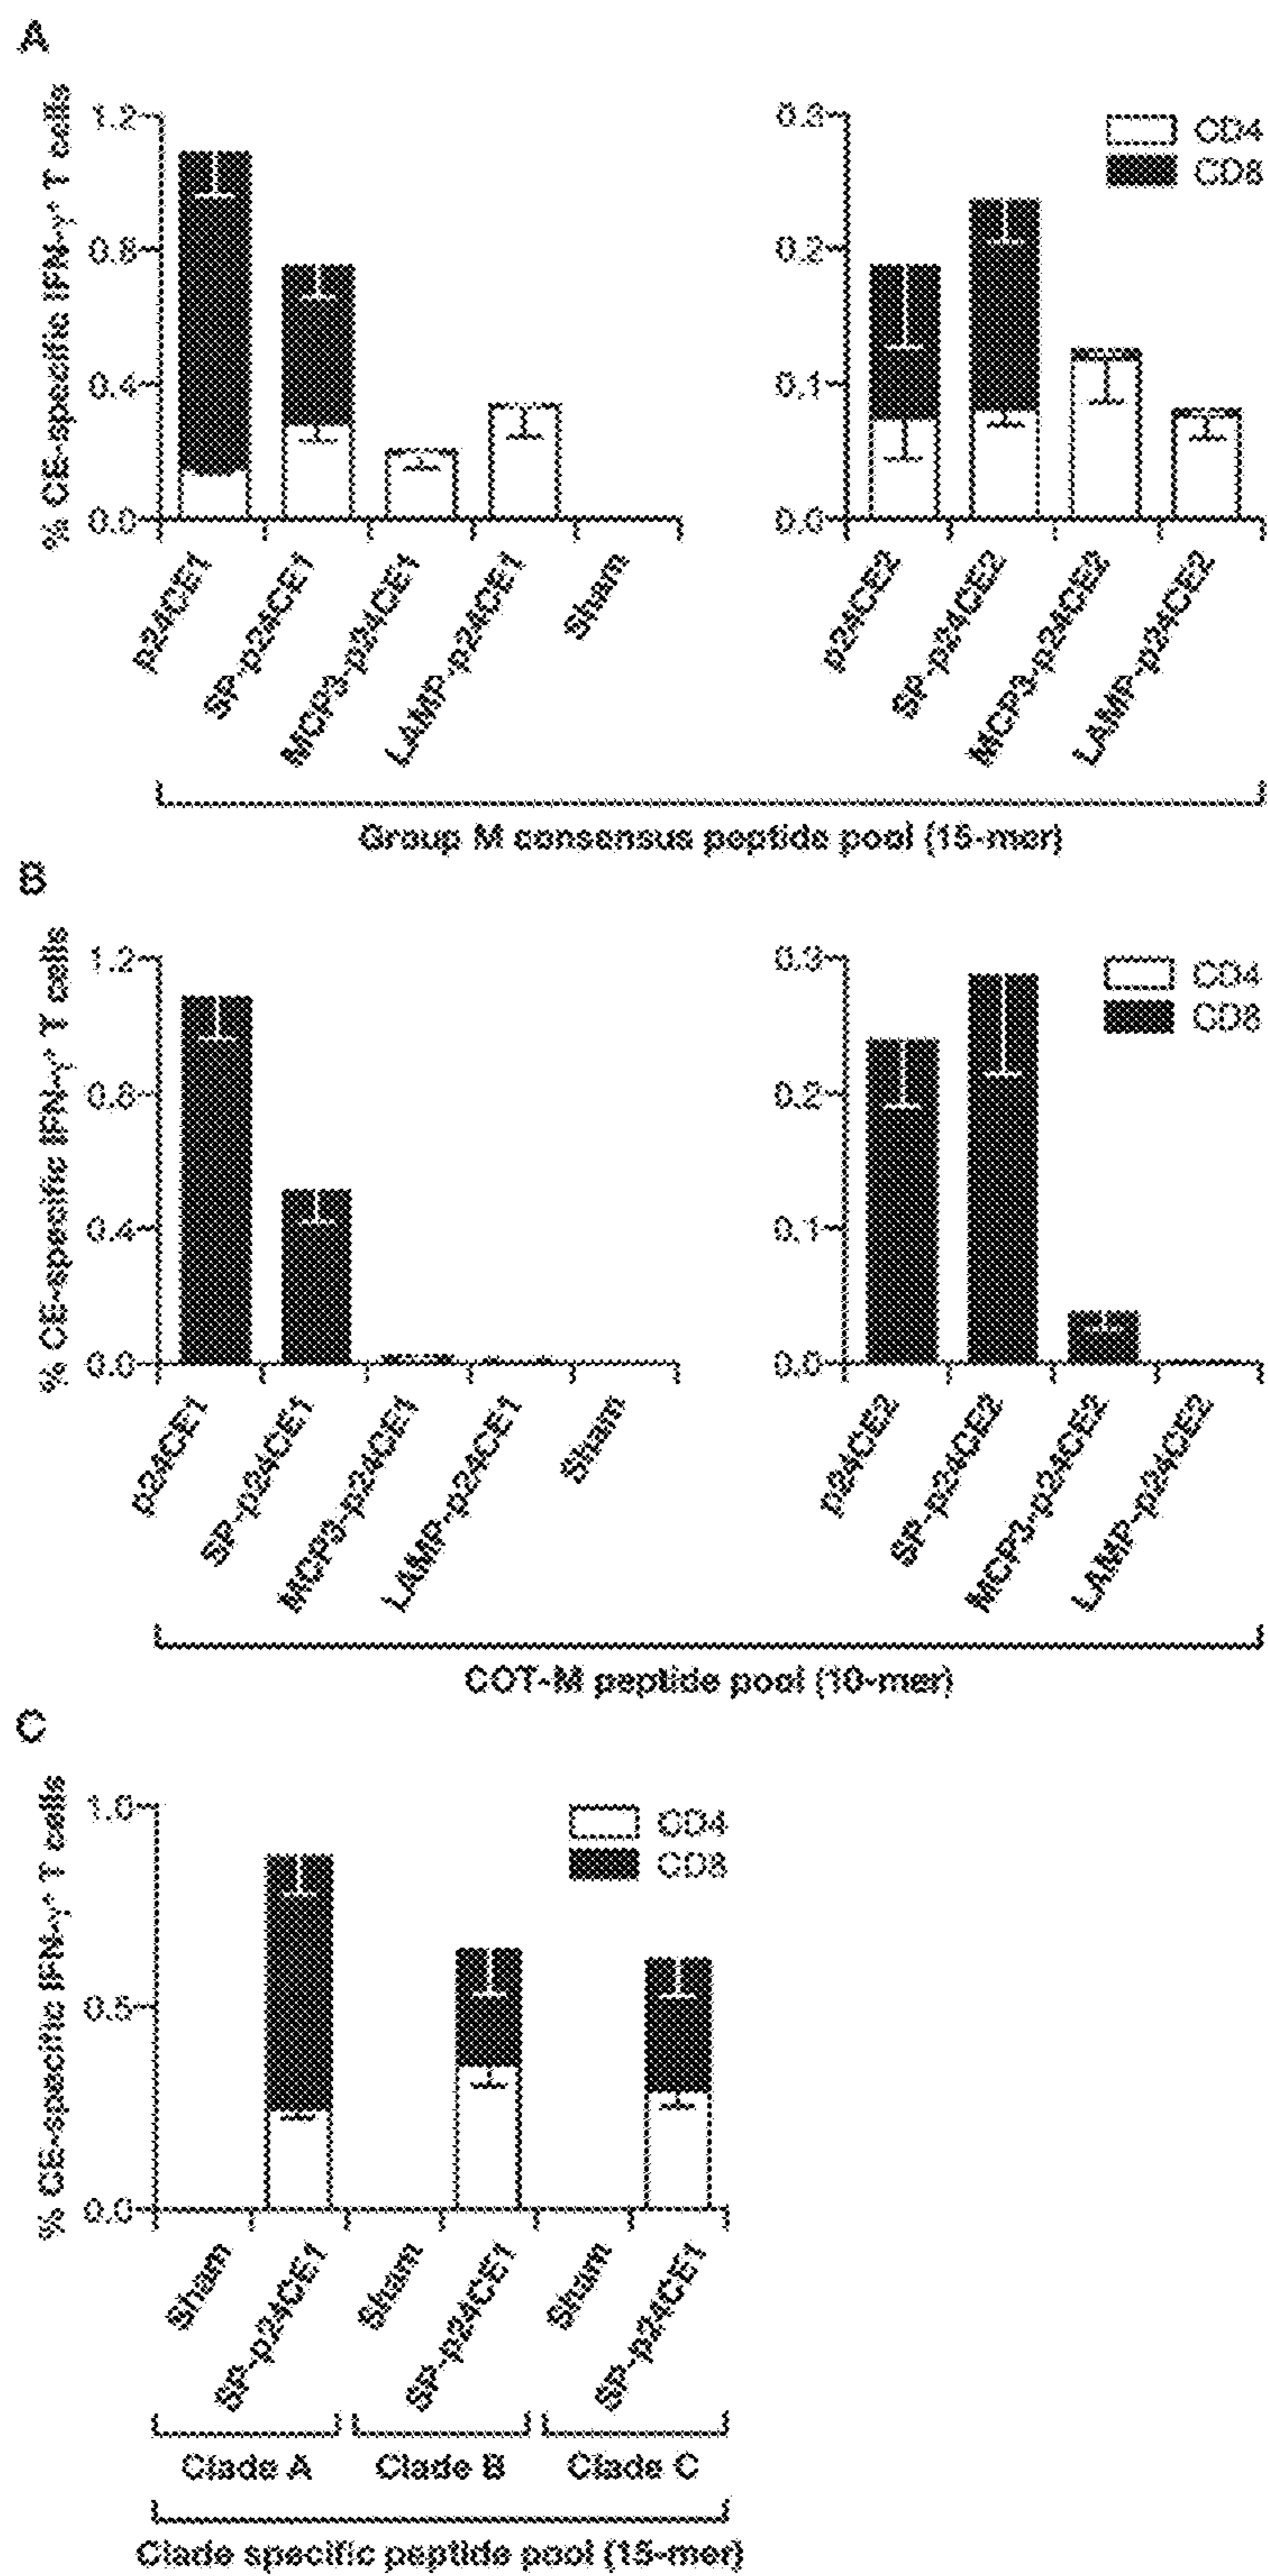 A
% CE-specific IFN-γ⁺ T cells
1.2
0.8
0.4
0.0
p24CE1
SP-p24CE1
MCP3-p24CE1
LAMP-p24CE1
Sham
0.3
0.2
0.1
0.0
CD4
CD8
p24CE2
SP-p24CE2
MCP3-p24CE2
LAMP-p24CE2
Group M consensus peptide pool (15-mer)
B
% CE-specific IFN-γ⁺ T cells
1.2
0.8
0.4
0.0
p24CE1
SP-p24CE1
MCP3-p24CE1
LAMP-p24CE1
Sham
0.3
0.2
0.1
0.0
CD4
CD8
p24CE2
SP-p24CE2
MCP3-p24CE2
LAMP-p24CE2
COT-M peptide pool (10-mer)
C
% CE-specific IFN-γ⁺ T cells
1.0
0.5
0.0
CD4
CD8
Sham
SP-p24CE1
Sham
SP-p24CE1
Sham
SP-p24CE1
Clade A
Clade B
Clade C
Clade specific peptide pool (15-mer)